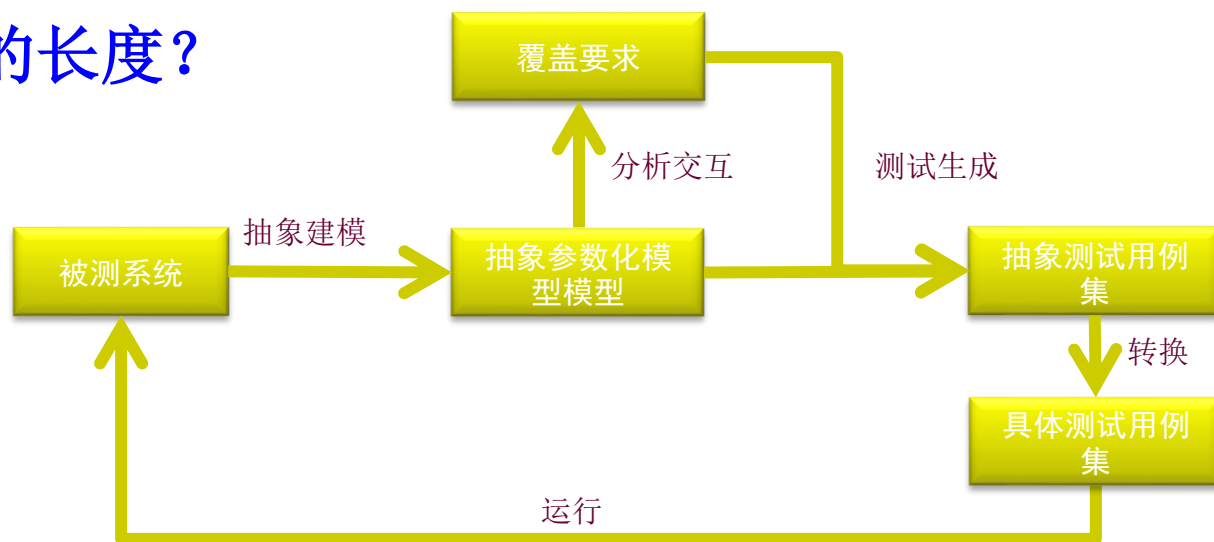 的长度？
覆盖要求
分析交互
测试生成
抽象建模
被测系统
抽象参数化模
型模型
抽象测试用例
集
转换
具体测试用例
集
运行